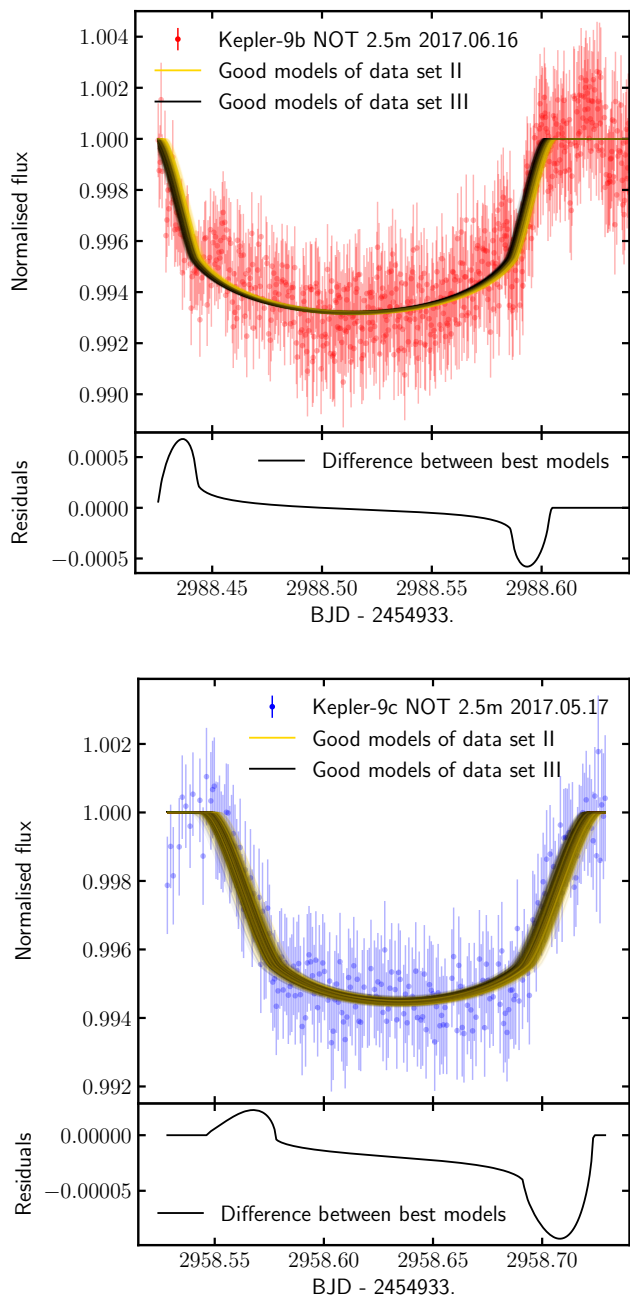 Kepler-9b NOT 2.5m 2017.06.16
Good models of data set II
Good models of data set III
Normalised flux
1.004
1.002
1.000
0.998
0.996
0.994
0.992
0.990
Difference between best models
Residuals
0.0005
0.0000
−0.0005
2988.45 2988.50 2988.55 2988.60
BJD - 2454933.
Kepler-9c NOT 2.5m 2017.05.17
Good models of data set II
Good models of data set III
Normalised flux
1.002
1.000
0.998
0.996
0.994
0.992
Residuals
0.00000
−0.00005
Difference between best models
2958.55 2958.60 2958.65 2958.70
BJD - 2454933.